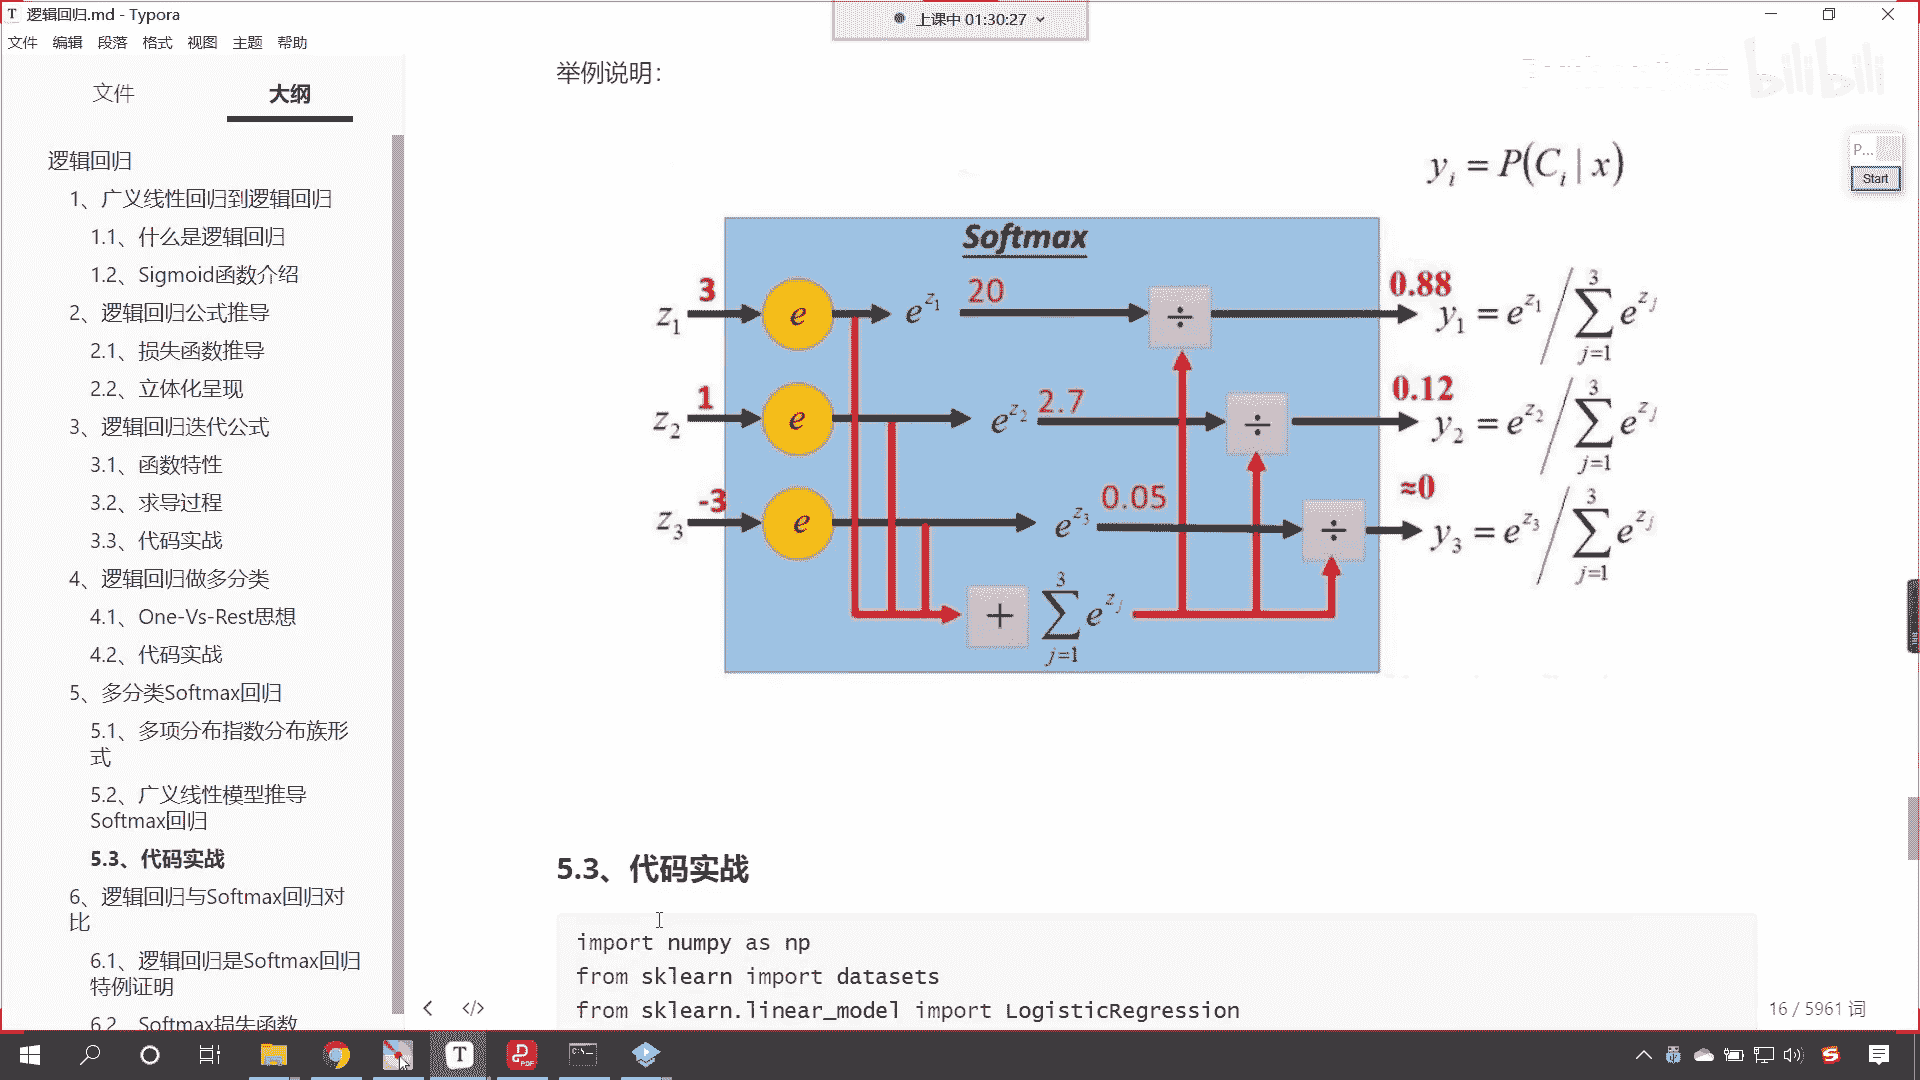 逻辑回归.md - Typora
上课中 01:30:27
文件 编辑 段落 格式 视图 主题 帮助
文件 大纲
逻辑回归
1、广义线性回归到逻辑回归
1.1、什么是逻辑回归
1.2、Sigmoid函数介绍
2、逻辑回归公式推导
2.1、损失函数推导
2.2、立体化呈现
3、逻辑回归迭代公式
3.1、函数特性
3.2、求导过程
3.3、代码实战
4、逻辑回归做多分类
4.1、One-Vs-Rest思想
4.2、代码实战
5、多分类Softmax回归
5.1、多项分布指数分布族形
式
5.2、广义线性模型推导
Softmax回归
5.3、代码实战
6、逻辑回归与Softmax回归对
比
6.1、逻辑回归是Softmax回归
特例证明
6.2、Softmax损失函数
举例说明：
bilibili
P...
Start
y_i = P(C_i | x)
Softmax
z_1 3 e e^{z_1} 20 ÷ 0.88 y_1 = e^{z_1} / \sum_{j=1}^{3} e^{z_j}
z_2 1 e e^{z_2} 2.7 ÷ 0.12 y_2 = e^{z_2} / \sum_{j=1}^{3} e^{z_j}
z_3 -3 e e^{z_3} 0.05 ÷ ≈0 y_3 = e^{z_3} / \sum_{j=1}^{3} e^{z_j}
+ \sum_{j=1}^{3} e^{z_j}
5.3、代码实战
import numpy as np
from sklearn import datasets
from sklearn.linear_model import LogisticRegression
16 / 5961 词